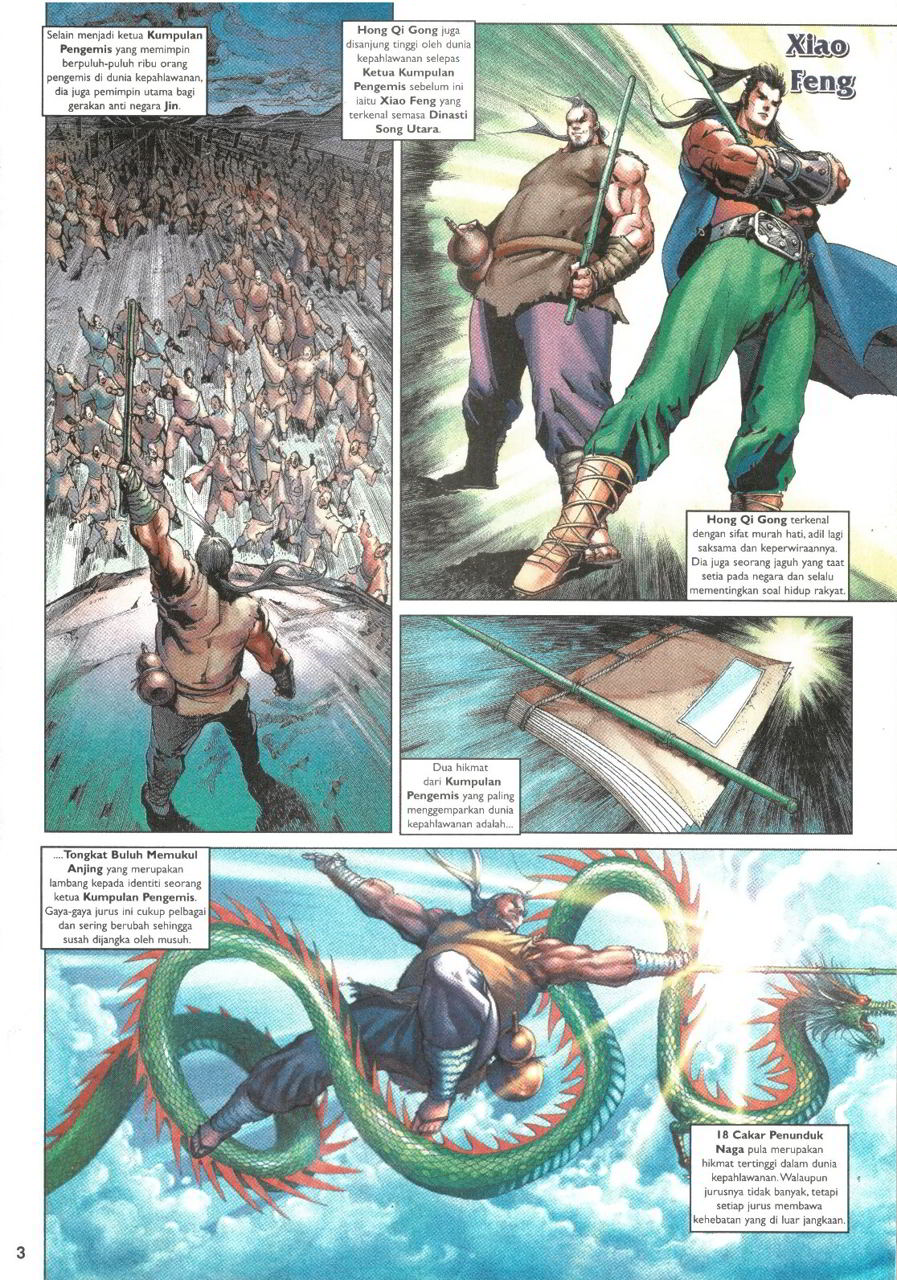 Selain menjadi ketua Kumpulan
Pengemis yang memimpin
berpuluh-puluh ribu orang
pengemis di dunia kepahlawanan,
dia juga pemimpin utama bagi
gerakan anti negara Jin.
Hong Qi Gong juga
disanjung tinggi oleh dunia
kepahlawanan selepas
Ketua Kumpulan
Pengemis sebelum ini
iaitu Xiao Feng yang
terkenal semasa Dinasti
Song Utara.
Xiao
Feng
Hong Qi Gong terkenal
dengan sifat murah hati, adil lagi
saksama dan keperwiraannya.
Dia juga seorang jaguh yang taat
setia pada negara dan selalu
mementingkan soal hidup rakyat.
Dua hikmat
dari Kumpulan
Pengemis yang paling
menggemparkan dunia
kepahlawanan adalah...
....Tongkat Buluh Memukul
Anjing yang merupakan
lambang kepada identiti seorang
ketua Kumpulan Pengemis.
Gaya-gaya jurus ini cukup pelbagai
dan sering berubah sehingga
susah dijangka oleh musuh.
18 Cakar Penunduk
Naga pula merupakan
hikmat tertinggi dalam dunia
kepahlawanan. Walaupun
jurusnya tidak banyak, tetapi
setiap jurus membawa
kehebatan yang di luar jangkaan.
3